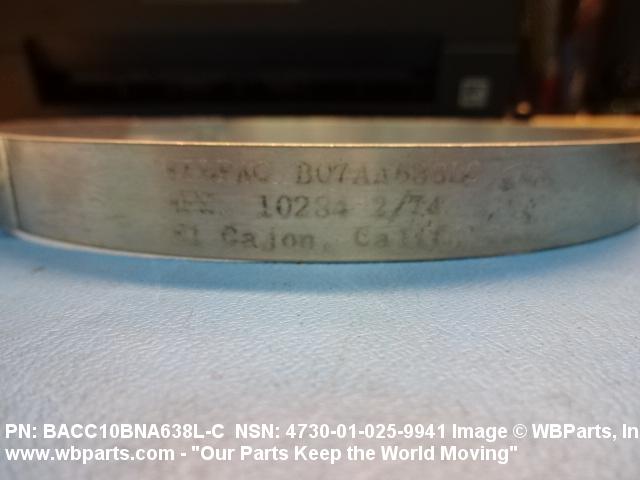 B07AA638L
10284 2/74
El Cajon, Calif.
PN: BACC10BNA638L-C NSN: 4730-01-025-9941 Image © WBParts, In
www.wbparts.com - "Our Parts Keep the World Moving"